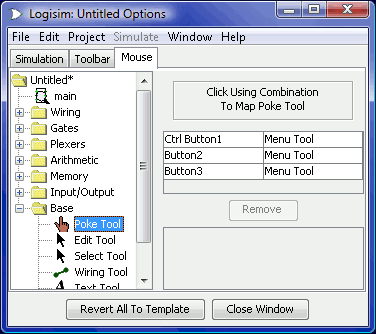 Logisim: Untitled Options
File Edit Project Simulate Window Help
Simulation Toolbar Mouse
Untitled*
main
Wiring
Gates
Plexers
Arithmetic
Memory
Input/Output
Base
Poke Tool
Edit Tool
Select Tool
Wiring Tool
Text Tool
Click Using Combination
To Map Poke Tool
Ctrl Button1 Menu Tool
Button2 Menu Tool
Button3 Menu Tool
Remove
Revert All To Template Close Window